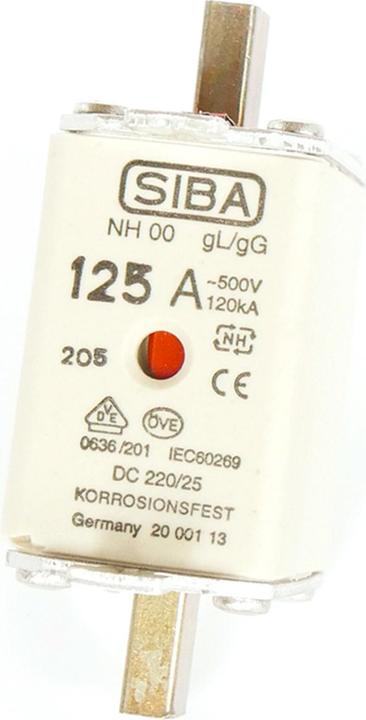 SIBA
NH 00 gL/gG
125 A ~500V
120kA
NH
205
CE
VDE ÖVE
0636/201 IEC60269
DC 220/25
KORROSIONSFEST
Germany 20 001 13